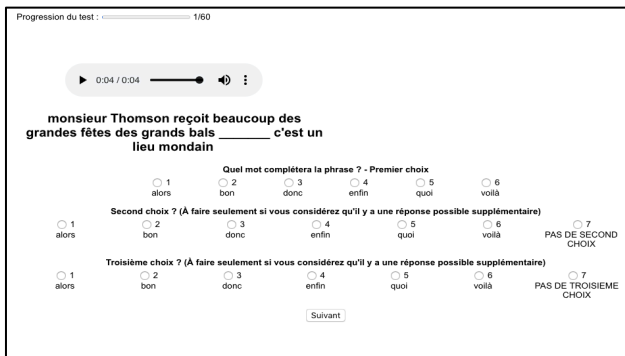 Progression du test : 1/60
0:04 / 0:04
monsieur Thomson reçoit beaucoup des
grandes fêtes des grands bals ________ c'est un
lieu mondain
Quel mot complétera la phrase ? - Premier choix
1 2 3 4 5 6
alors bon donc enfin quoi voilà
Second choix ? (À faire seulement si vous considérez qu'il y a une réponse possible supplémentaire)
1 2 3 4 5 6 7
alors bon donc enfin quoi voilà PAS DE SECOND
CHOIX
Troisième choix ? (À faire seulement si vous considérez qu'il y a une réponse possible supplémentaire)
1 2 3 4 5 6 7
alors bon donc enfin quoi voilà PAS DE TROISIEME
CHOIX
Suivant